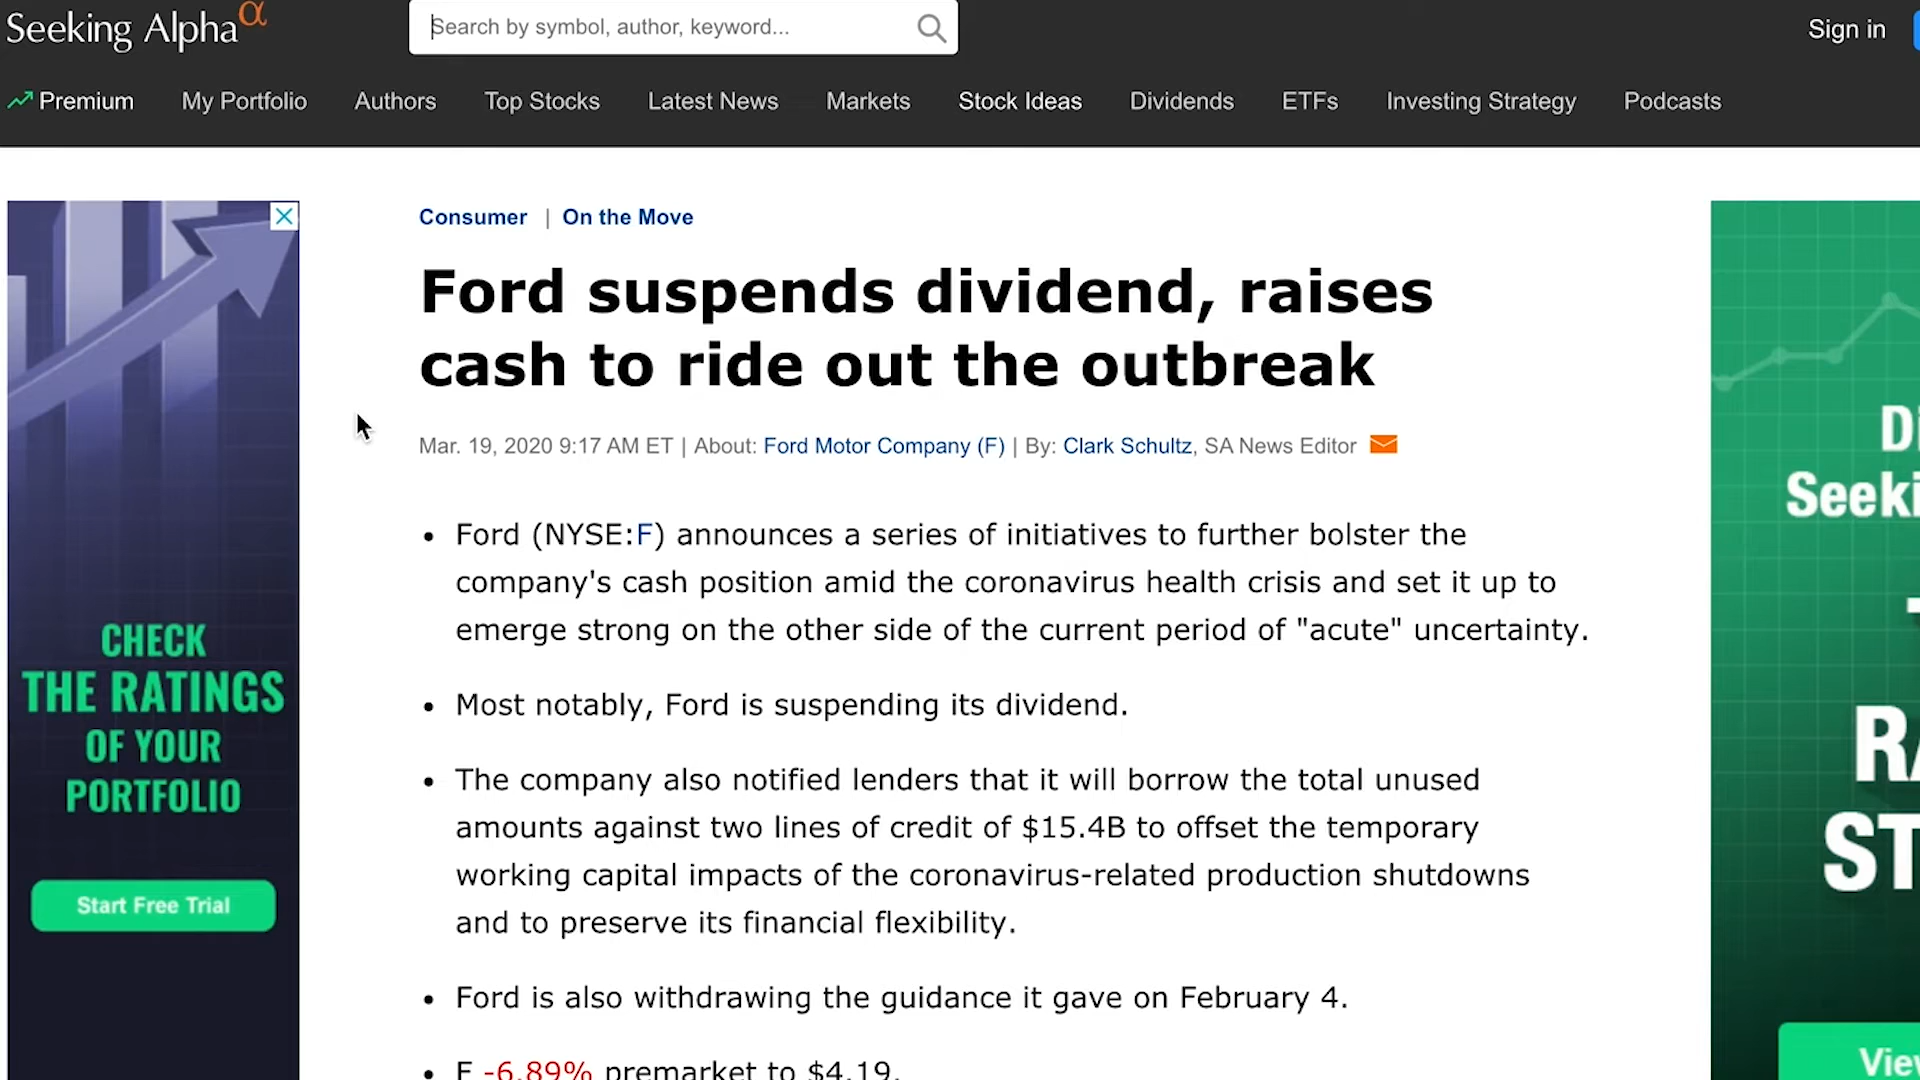 Seeking Alpha α
Search by symbol, author, keyword...
Sign in
Premium My Portfolio Authors Top Stocks Latest News Markets Stock Ideas Dividends ETFs Investing Strategy Podcasts
Consumer | On the Move
Ford suspends dividend, raises
cash to ride out the outbreak
Mar. 19, 2020 9:17 AM ET | About: Ford Motor Company (F) | By: Clark Schultz, SA News Editor
• Ford (NYSE:F) announces a series of initiatives to further bolster the
company's cash position amid the coronavirus health crisis and set it up to
emerge strong on the other side of the current period of "acute" uncertainty.
• Most notably, Ford is suspending its dividend.
• The company also notified lenders that it will borrow the total unused
amounts against two lines of credit of $15.4B to offset the temporary
working capital impacts of the coronavirus-related production shutdowns
and to preserve its financial flexibility.
• Ford is also withdrawing the guidance it gave on February 4.
• F -6.89% premarket to $4.19.
CHECK
THE RATINGS
OF YOUR
PORTFOLIO
Start Free Trial